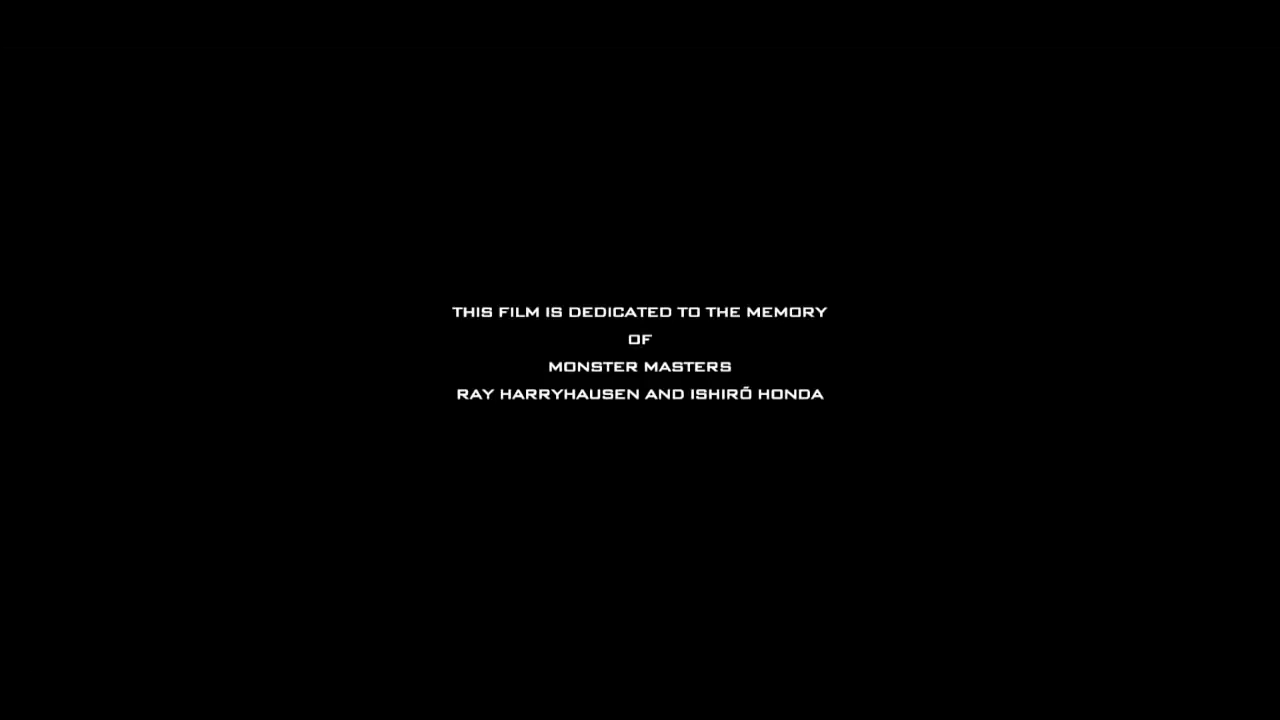 THIS FILM IS DEDICATED TO THE MEMORY
OF
MONSTER MASTERS
RAY HARRYHAUSEN AND ISHIRŌ HONDA